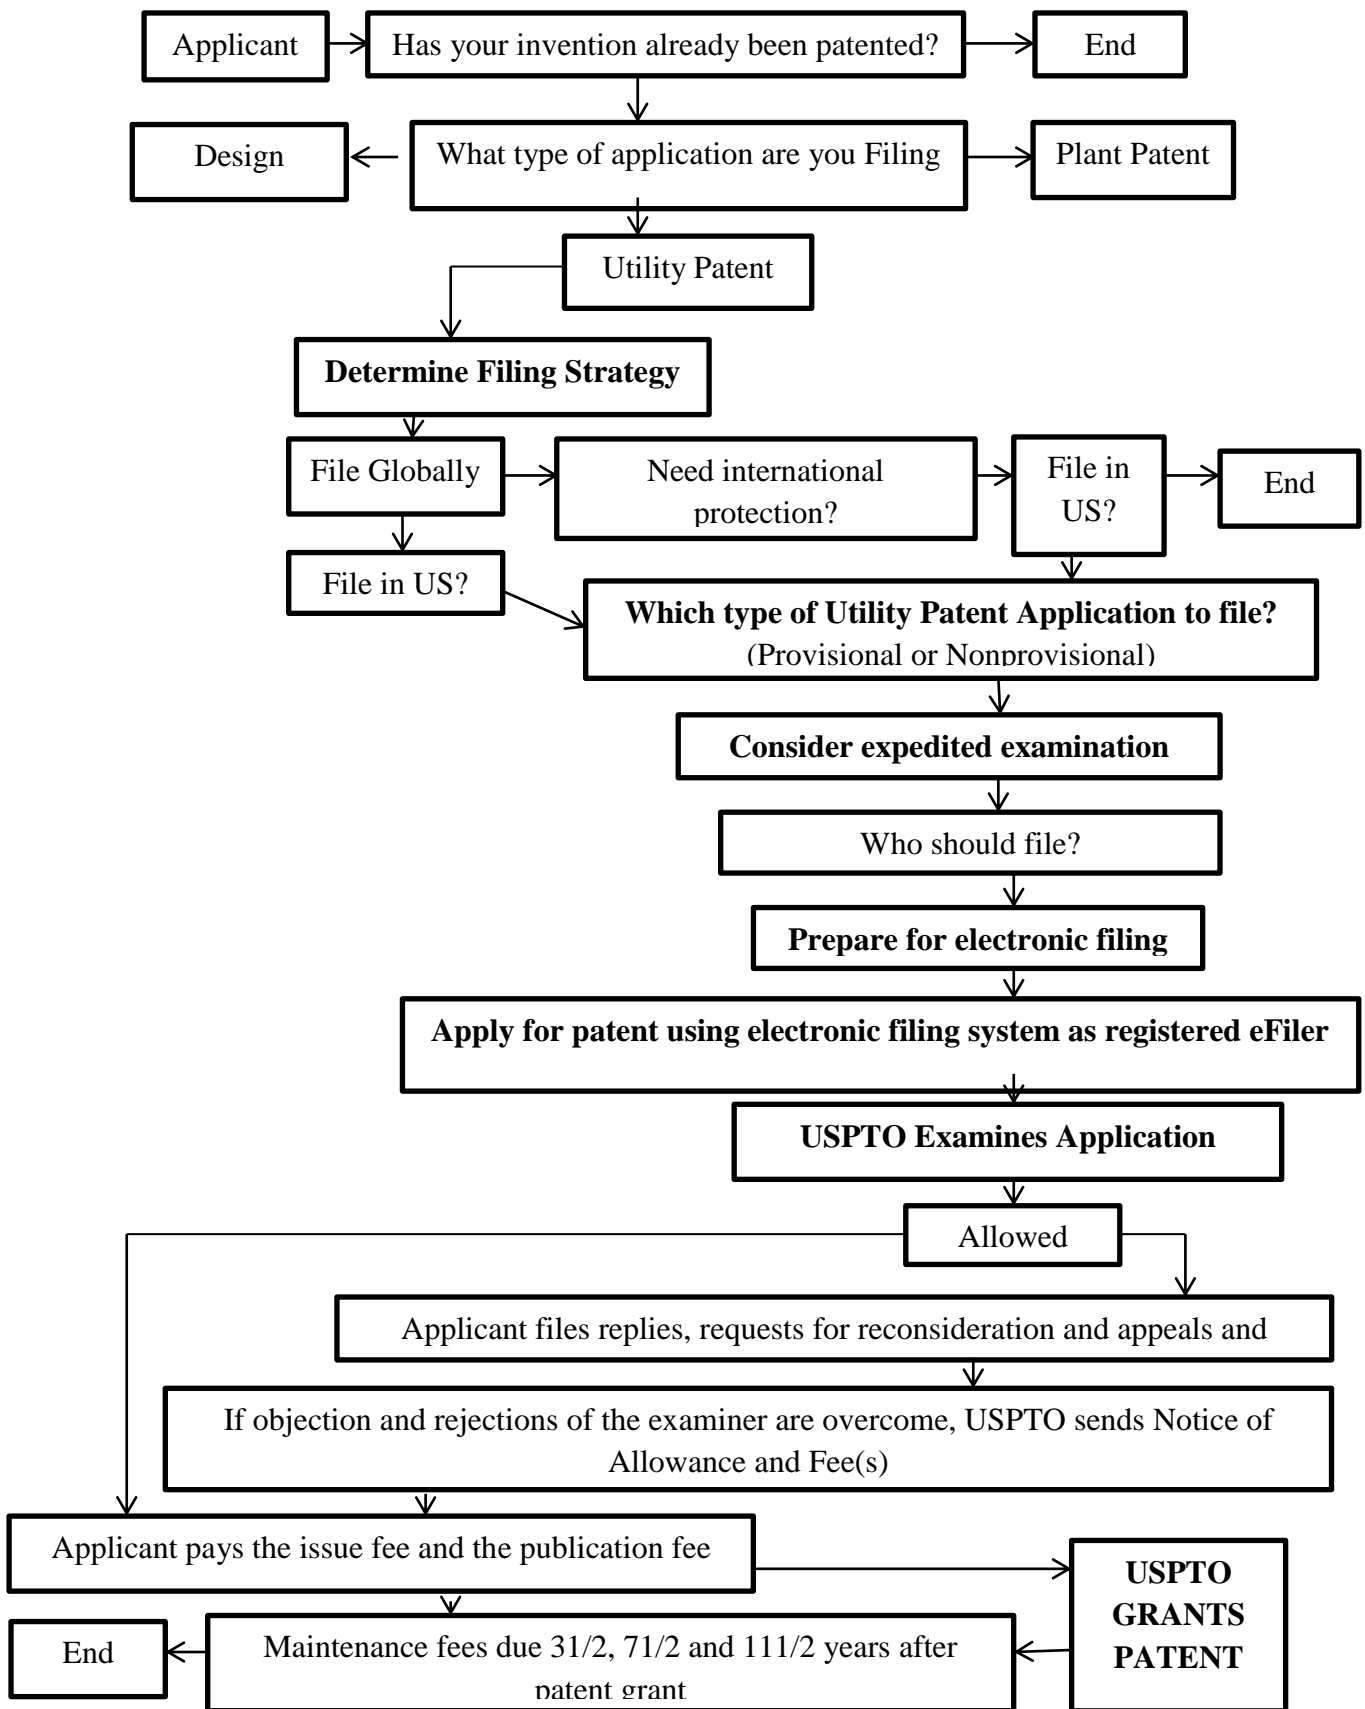 Applicant
Has your invention already been patented?
End
Design
What type of application are you Filing
Plant Patent
Utility Patent
Determine Filing Strategy
File Globally
Need international
protection?
File in
US?
End
File in US?
Which type of Utility Patent Application to file?
(Provisional or Nonprovisional)
Consider expedited examination
Who should file?
Prepare for electronic filing
Apply for patent using electronic filing system as registered eFiler
USPTO Examines Application
Allowed
Applicant files replies, requests for reconsideration and appeals and
If objection and rejections of the examiner are overcome, USPTO sends Notice of
Allowance and Fee(s)
Applicant pays the issue fee and the publication fee
USPTO
GRANTS
PATENT
End
Maintenance fees due 31/2, 71/2 and 111/2 years after
patent grant